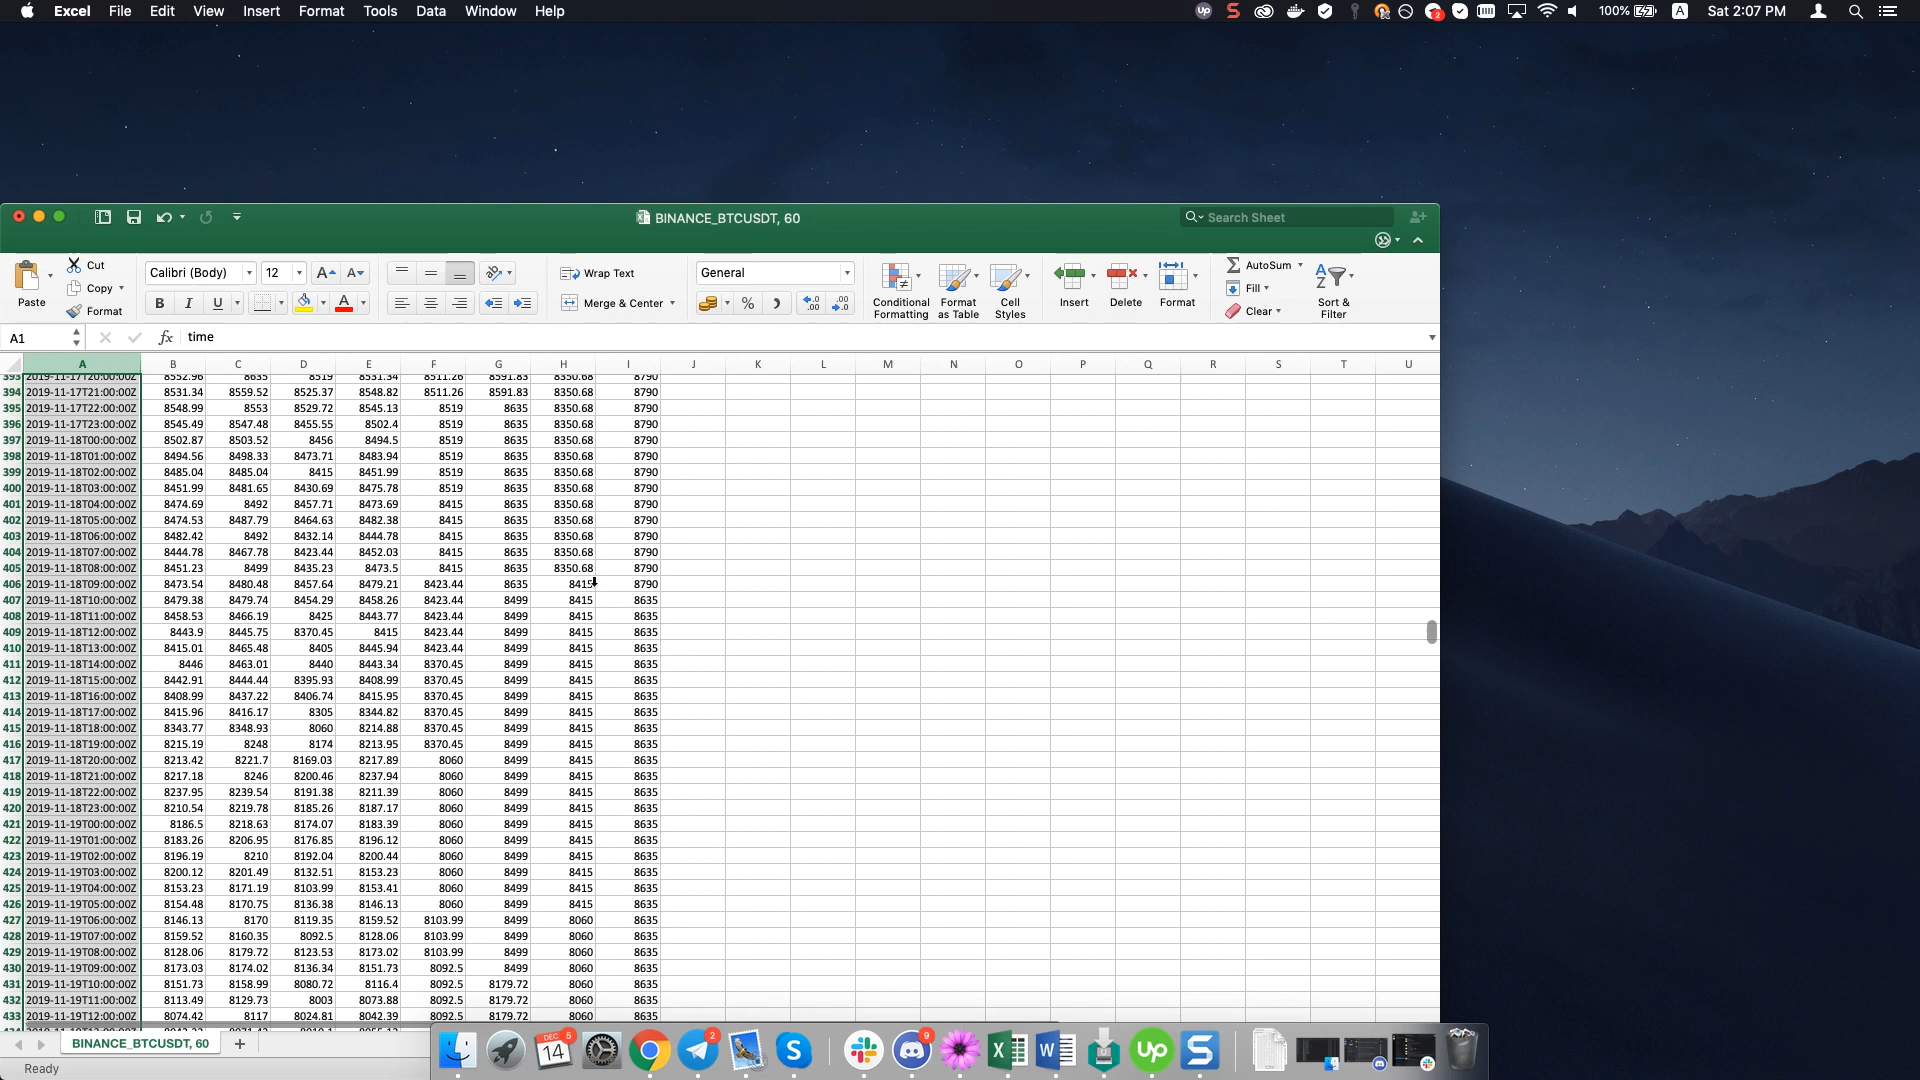 Excel File Edit View Insert Format Tools Data Window Help 100% A Sat 2:07 PM
BINANCE_BTCUSDT, 60 Search Sheet
Paste Cut Copy Format
Calibri (Body) 12 B I U
Wrap Text Merge & Center
General
Conditional Formatting Format as Table Cell Styles
Insert Delete Format
AutoSum Fill Clear Sort & Filter
A1 fx time
A B C D E F G H I J K L M N O P Q R S T U
393 2019-11-17T20:00:00Z 8552.96 8635 8519 8531.34 8511.26 8591.83 8350.68 8790
394 2019-11-17T21:00:00Z 8531.34 8559.52 8525.37 8548.82 8511.26 8591.83 8350.68 8790
395 2019-11-17T22:00:00Z 8548.99 8553 8529.72 8545.13 8519 8635 8350.68 8790
396 2019-11-17T23:00:00Z 8545.49 8547.48 8455.55 8502.4 8519 8635 8350.68 8790
397 2019-11-18T00:00:00Z 8502.87 8503.52 8456 8494.5 8519 8635 8350.68 8790
398 2019-11-18T01:00:00Z 8494.56 8498.33 8473.71 8483.94 8519 8635 8350.68 8790
399 2019-11-18T02:00:00Z 8485.04 8485.04 8415 8451.99 8519 8635 8350.68 8790
400 2019-11-18T03:00:00Z 8451.99 8481.65 8430.69 8475.78 8519 8635 8350.68 8790
401 2019-11-18T04:00:00Z 8474.69 8492 8457.71 8473.69 8415 8635 8350.68 8790
402 2019-11-18T05:00:00Z 8474.53 8487.79 8464.63 8482.38 8415 8635 8350.68 8790
403 2019-11-18T06:00:00Z 8482.42 8492 8432.14 8444.78 8415 8635 8350.68 8790
404 2019-11-18T07:00:00Z 8444.78 8467.78 8423.44 8452.03 8415 8635 8350.68 8790
405 2019-11-18T08:00:00Z 8451.23 8499 8435.23 8473.5 8415 8635 8350.68 8790
406 2019-11-18T09:00:00Z 8473.54 8480.48 8457.64 8479.21 8423.44 8635 8415 8790
407 2019-11-18T10:00:00Z 8479.38 8479.74 8454.29 8458.26 8423.44 8499 8415 8635
408 2019-11-18T11:00:00Z 8458.53 8466.19 8425 8443.77 8423.44 8499 8415 8635
409 2019-11-18T12:00:00Z 8443.9 8445.75 8370.45 8415 8423.44 8499 8415 8635
410 2019-11-18T13:00:00Z 8415.01 8465.48 8405 8445.94 8423.44 8499 8415 8635
411 2019-11-18T14:00:00Z 8446 8463.01 8440 8443.34 8370.45 8499 8415 8635
412 2019-11-18T15:00:00Z 8442.91 8444.44 8395.93 8408.99 8370.45 8499 8415 8635
413 2019-11-18T16:00:00Z 8408.99 8437.22 8406.74 8415.95 8370.45 8499 8415 8635
414 2019-11-18T17:00:00Z 8415.96 8416.17 8305 8344.82 8370.45 8499 8415 8635
415 2019-11-18T18:00:00Z 8343.77 8348.93 8060 8214.88 8370.45 8499 8415 8635
416 2019-11-18T19:00:00Z 8215.19 8248 8174 8213.95 8370.45 8499 8415 8635
417 2019-11-18T20:00:00Z 8213.42 8221.7 8169.03 8217.89 8060 8499 8415 8635
418 2019-11-18T21:00:00Z 8217.18 8246 8200.46 8237.94 8060 8499 8415 8635
419 2019-11-18T22:00:00Z 8237.95 8239.54 8191.38 8211.39 8060 8499 8415 8635
420 2019-11-18T23:00:00Z 8210.54 8219.78 8185.26 8187.17 8060 8499 8415 8635
421 2019-11-19T00:00:00Z 8186.5 8218.63 8174.07 8183.39 8060 8499 8415 8635
422 2019-11-19T01:00:00Z 8183.26 8206.95 8176.85 8196.12 8060 8499 8415 8635
423 2019-11-19T02:00:00Z 8196.19 8210 8192.04 8200.44 8060 8499 8415 8635
424 2019-11-19T03:00:00Z 8200.12 8201.49 8132.51 8153.23 8060 8499 8415 8635
425 2019-11-19T04:00:00Z 8153.23 8171.19 8103.99 8153.41 8060 8499 8415 8635
426 2019-11-19T05:00:00Z 8154.48 8170.75 8136.38 8146.13 8060 8499 8415 8635
427 2019-11-19T06:00:00Z 8146.13 8170 8119.35 8159.52 8103.99 8499 8060 8635
428 2019-11-19T07:00:00Z 8159.52 8160.35 8092.5 8128.06 8103.99 8499 8060 8635
429 2019-11-19T08:00:00Z 8128.06 8179.72 8123.53 8173.02 8103.99 8499 8060 8635
430 2019-11-19T09:00:00Z 8173.03 8174.02 8136.34 8151.73 8092.5 8499 8060 8635
431 2019-11-19T10:00:00Z 8151.73 8158.99 8080.72 8116.4 8092.5 8179.72 8060 8635
432 2019-11-19T11:00:00Z 8113.49 8129.73 8003 8073.88 8092.5 8179.72 8060 8635
433 2019-11-19T12:00:00Z 8074.42 8117 8024.81 8042.39 8092.5 8179.72 8060 8635
BINANCE_BTCUSDT, 60
Ready
DEC 14 5 2 9 Up